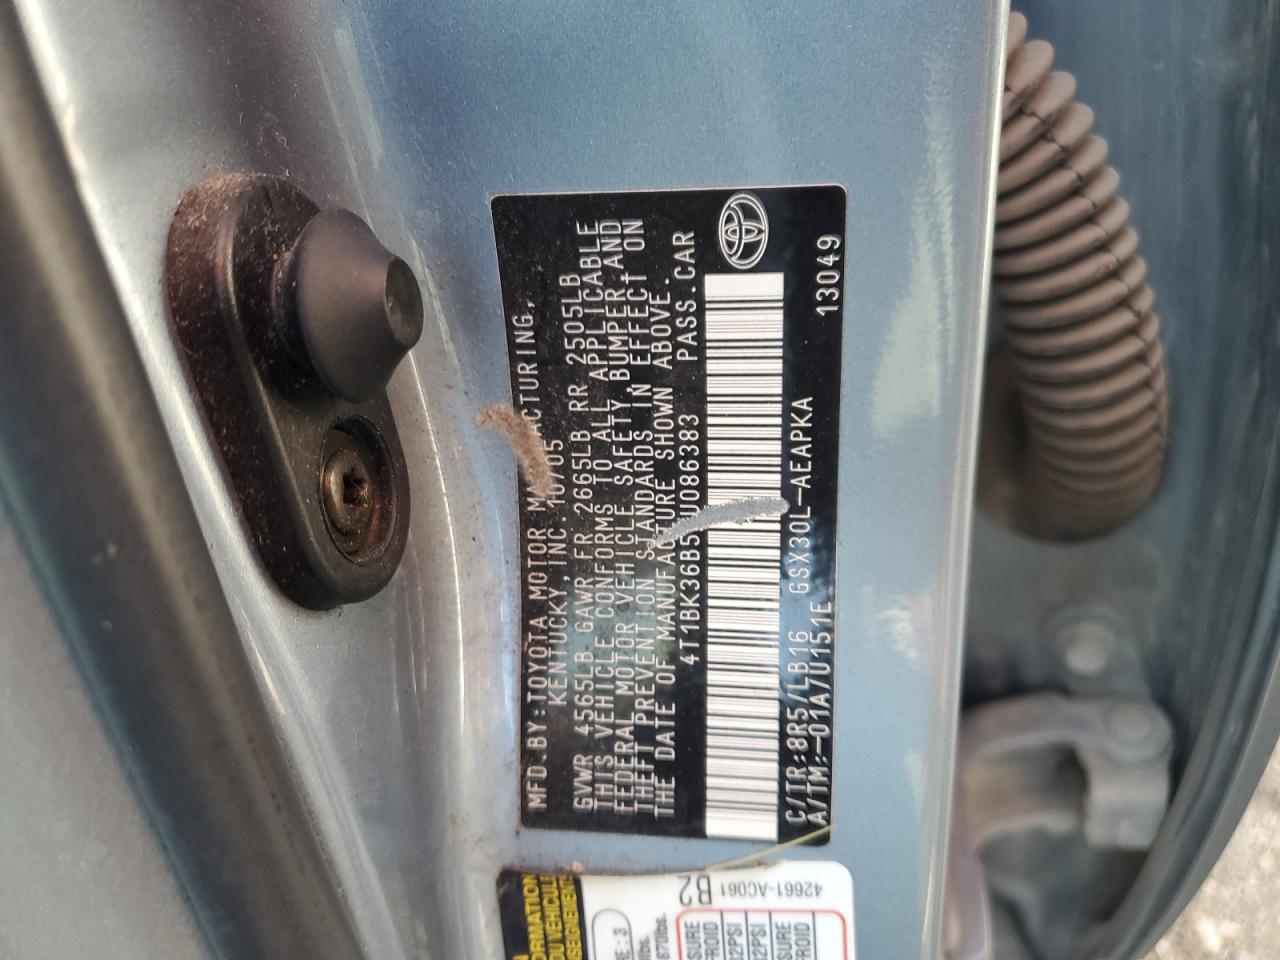 MFD.BY:TOYOTA MOTOR MANUFACTURING,
KENTUCKY, INC. 10/05
GVWR 4565LB GAWR FR 2665LB RR 2505LB
THIS VEHICLE CONFORMS TO ALL APPLICABLE
FEDERAL MOTOR VEHICLE SAFETY, BUMPER, AND
THEFT PREVENTION STANDARDS IN EFFECT ON
THE DATE OF MANUFACTURE SHOWN ABOVE.
4T1BK36B5 U086383 PASS.CAR
C/TR:8R5/LB16 GSX30L-AEAPKA
A/TM:-01A/U151E
13049
42661-AC061
B2